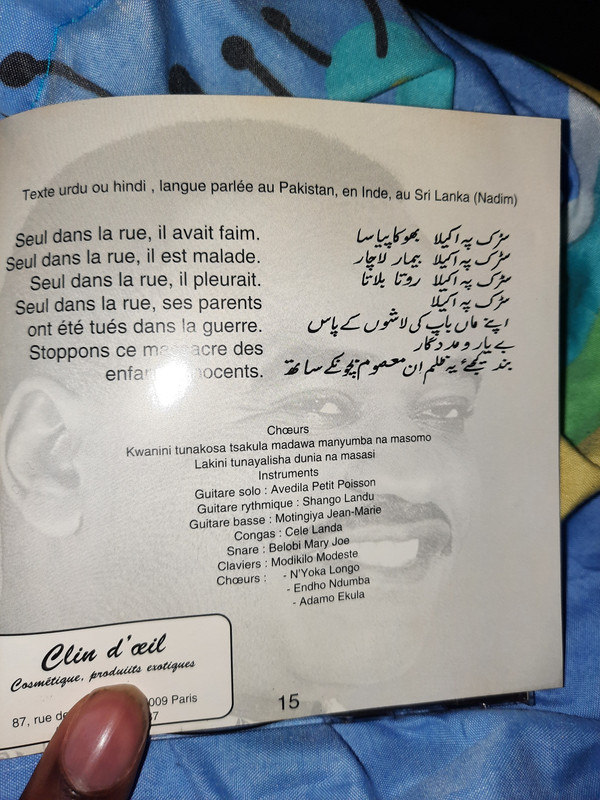 Texte urdu ou hindi , langue parlée au Pakistan, en Inde, au Sri Lanka (Nadim)
Seul dans la rue, il avait faim.
Seul dans la rue, il est malade.
Seul dans la rue, il pleurait.
Seul dans la rue, ses parents
ont été tués dans la guerre.
Stoppons ce massacre des
enfants innocents.
سڑک پہ اکیلا بھوکا پیاسا
سڑک پہ اکیلا بیمار لاچار
سڑک پہ اکیلا روتا بلاتا
سڑک پہ اکیلا
اپنے ماں باپ کی لاشوں کے پاس
بے یار و مددگار
بند کیجئے یہ ظلم ان معصوم بچوں کے ساتھ
Chœurs
Kwanini tunakosa tsakula madawa manyumba na masomo
Lakini tunayalisha dunia na masasi
Instruments
Guitare solo : Avedila Petit Poisson
Guitare rythmique : Shango Landu
Guitare basse : Motingiya Jean-Marie
Congas : Cele Landa
Snare : Belobi Mary Joe
Claviers : Modikilo Modeste
Chœurs : - N'Yoka Longo
- Endho Ndumba
- Adamo Ekula
Clin d'œil
Cosmétique, produiits exotiques
87, rue de 009 Paris
15